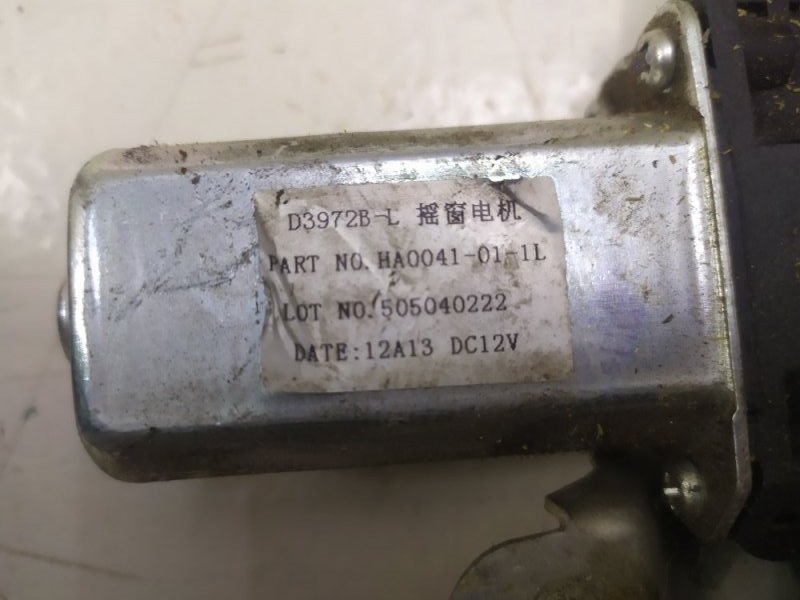 D3972B-L 摇窗电机
PART NO. HA0041-01-1L
LOT NO. 505040222
DATE:12A13 DC12V